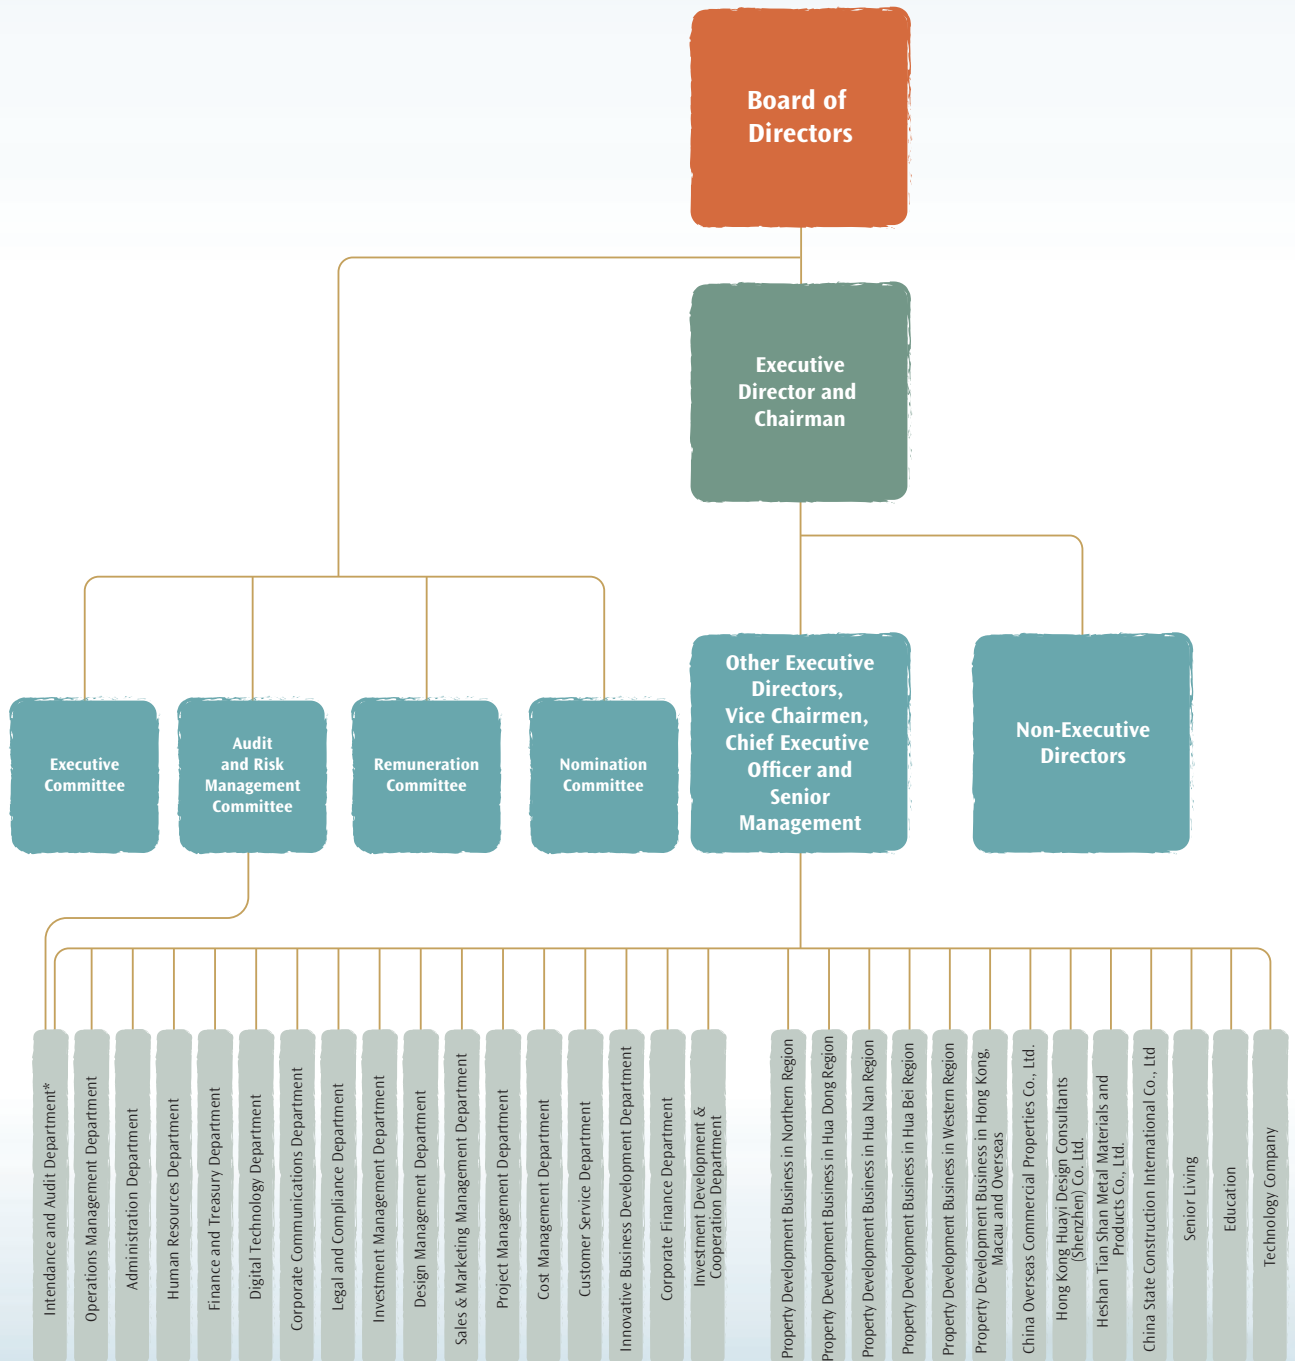 Board of
Directors
Executive
Director and
Chairman
Executive
Committee
Audit
and Risk
Management
Committee
Remuneration
Committee
Nomination
Committee
Other Executive
Directors,
Vice Chairmen,
Chief Executive
Officer and
Senior
Management
Non-Executive
Directors
Intendance and Audit Department*
Operations Management Department
Administration Department
Human Resources Department
Finance and Treasury Department
Digital Technology Department
Corporate Communications Department
Legal and Compliance Department
Investment Management Department
Design Management Department
Sales & Marketing Management Department
Project Management Department
Cost Management Department
Customer Service Department
Innovative Business Development Department
Corporate Finance Department
Investment Development &
Cooperation Department
Property Development Business in Northern Region
Property Development Business in Hua Dong Region
Property Development Business in Hua Nan Region
Property Development Business in Hua Bei Region
Property Development Business in Western Region
Property Development Business in Hong Kong,
Macau and Overseas
China Overseas Commercial Properties Co., Ltd.
Hong Kong Huayi Design Consultants
(Shenzhen) Co. Ltd.
Heshan Tian Shan Metal Materials and
Products Co., Ltd.
China State Construction International Co., Ltd
Senior Living
Education
Technology Company